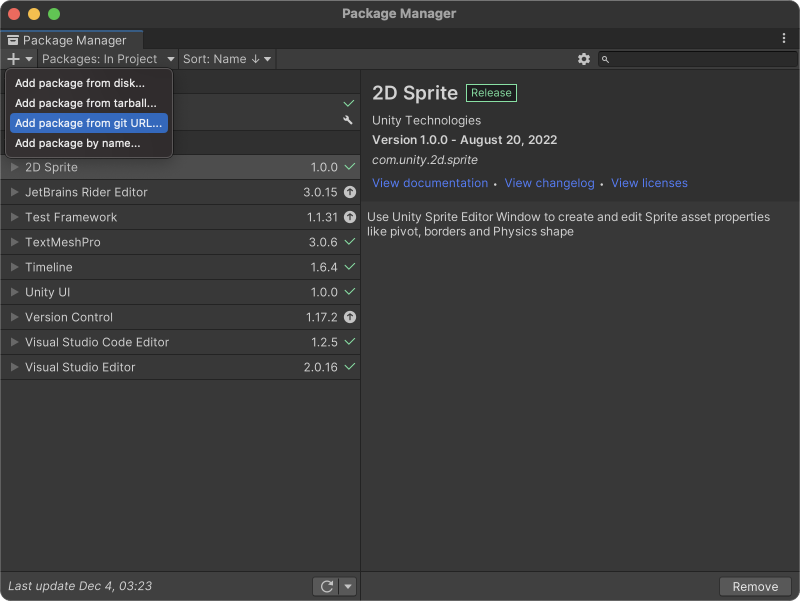 Package Manager
Package Manager
Packages: In Project
Sort: Name ↓
Add package from disk...
Add package from tarball...
Add package from git URL...
Add package by name...
2D Sprite 1.0.0
JetBrains Rider Editor 3.0.15
Test Framework 1.1.31
TextMeshPro 3.0.6
Timeline 1.6.4
Unity UI 1.0.0
Version Control 1.17.2
Visual Studio Code Editor 1.2.5
Visual Studio Editor 2.0.16
Last update Dec 4, 03:23
2D Sprite Release
Unity Technologies
Version 1.0.0 - August 20, 2022
com.unity.2d.sprite
View documentation • View changelog • View licenses
Use Unity Sprite Editor Window to create and edit Sprite asset properties
like pivot, borders and Physics shape
Remove